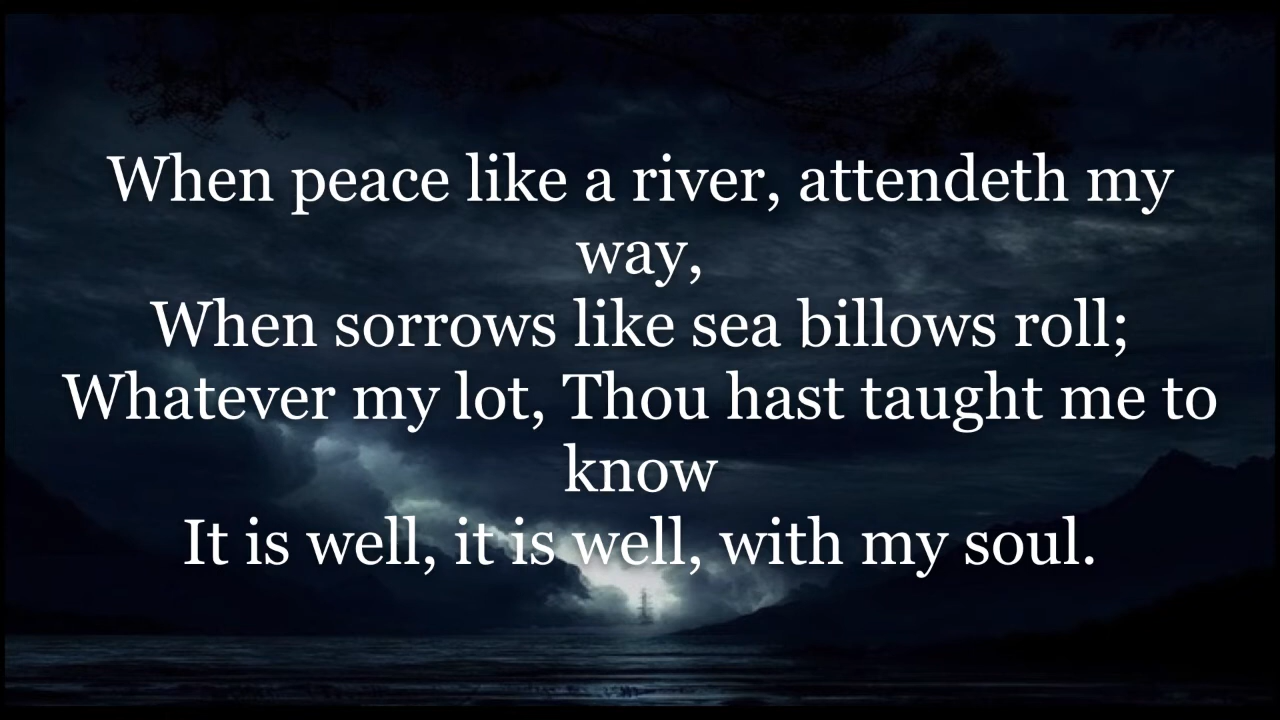 When peace like a river, attendeth my
way,
When sorrows like sea billows roll;
Whatever my lot, Thou hast taught me to
know
It is well, it is well, with my soul.